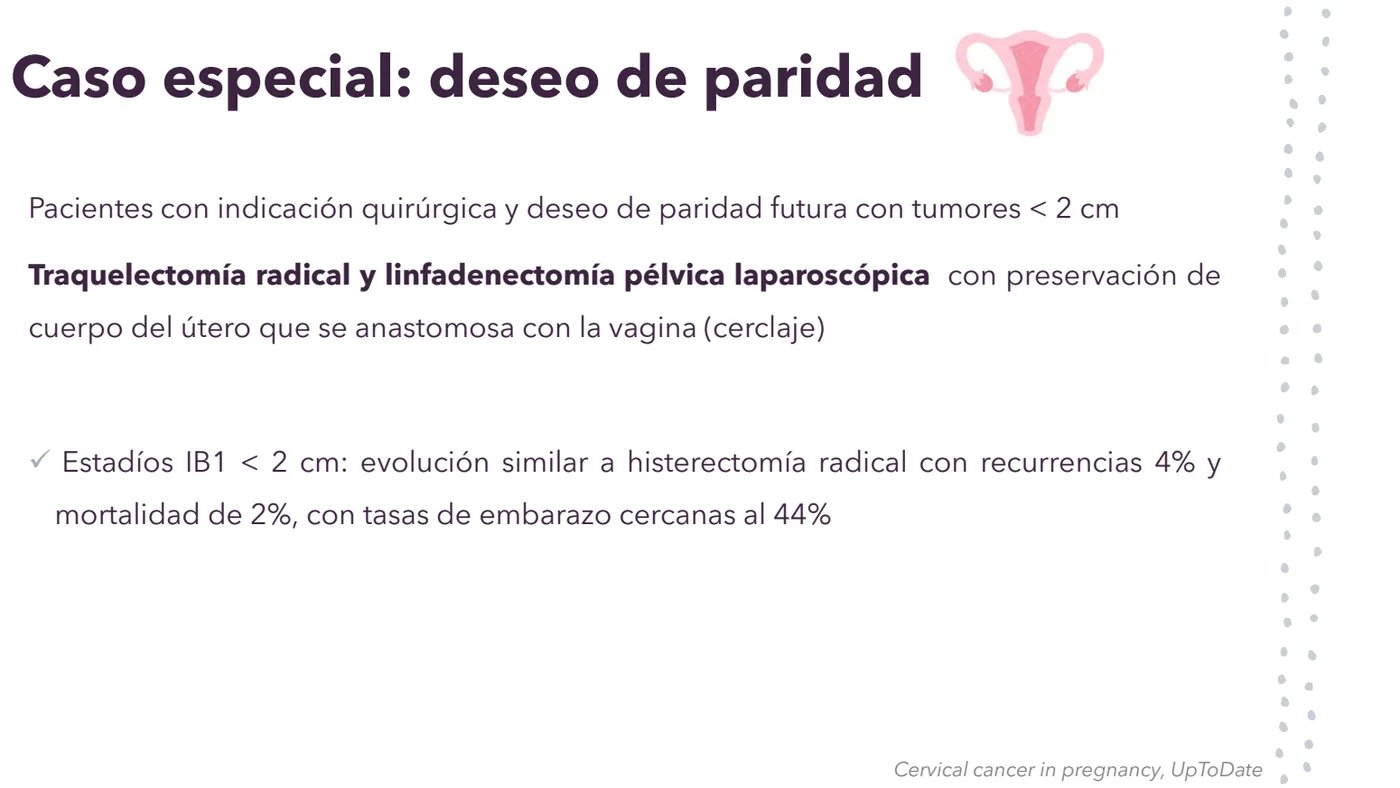 Caso especial: deseo de paridad
Pacientes con indicación quirúrgica y deseo de paridad futura con tumores < 2 cm
Traquelectomía radical y linfadenectomía pélvica laparoscópica con preservación de
cuerpo del útero que se anastomosa con la vagina (cerclaje)
✓ Estadíos IB1 < 2 cm: evolución similar a histerectomía radical con recurrencias 4% y
mortalidad de 2%, con tasas de embarazo cercanas al 44%
Cervical cancer in pregnancy, UpToDate